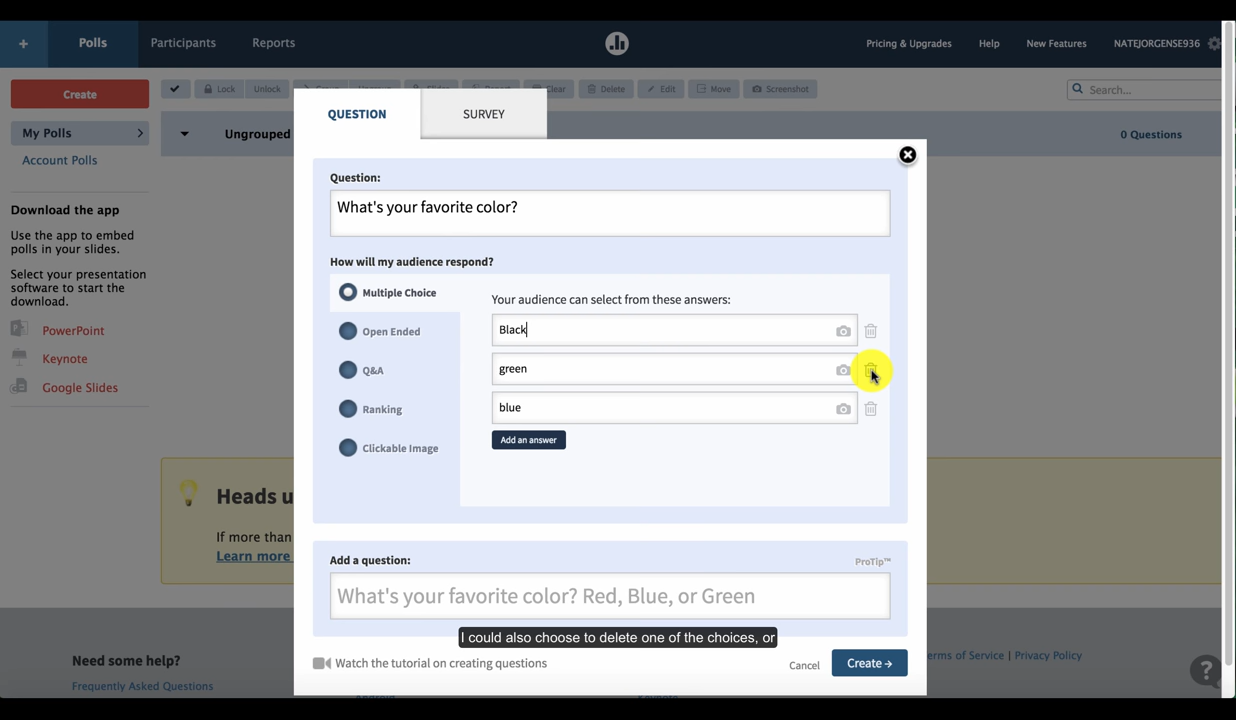 + Polls Participants Reports Pricing & Upgrades Help New Features NATEJORGENSE936
Create Lock Unlock Clear Delete Edit Move Screenshot Search...
QUESTION SURVEY
My Polls Ungrouped 0 Questions
Account Polls
Question:
What's your favorite color?
Download the app
Use the app to embed
polls in your slides.
Select your presentation
software to start the
download.
PowerPoint
Keynote
Google Slides
How will my audience respond?
Multiple Choice
Open Ended
Q&A
Ranking
Clickable Image
Your audience can select from these answers:
Black
green
blue
Add an answer
Heads u
If more than
Learn more
Add a question: ProTip™
What's your favorite color? Red, Blue, or Green
I could also choose to delete one of the choices, or
Watch the tutorial on creating questions Cancel Create →
Need some help?
Frequently Asked Questions
erms of Service | Privacy Policy
?